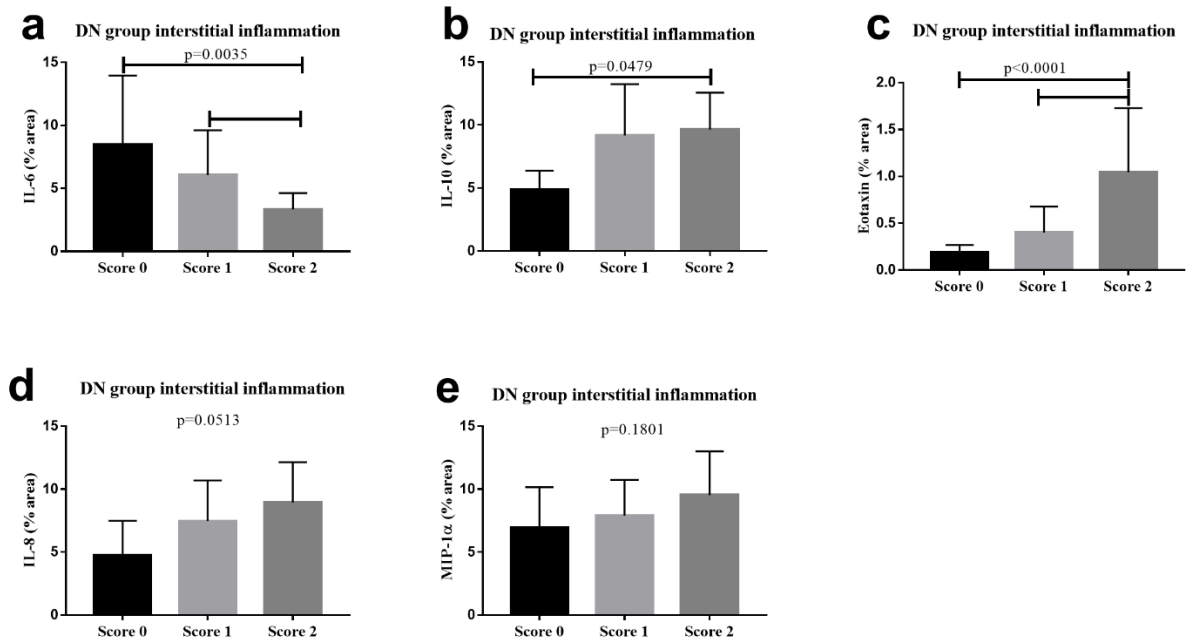 a
DN group interstitial inflammation
p=0.0035
15
10
5
0
IL-6 (% area)
Score 0 Score 1 Score 2
b
DN group interstitial inflammation
p=0.0479
15
10
5
0
IL-10 (% area)
Score 0 Score 1 Score 2
c
DN group interstitial inflammation
p<0.0001
2.0
1.5
1.0
0.5
0.0
Eotaxin (% area)
Score 0 Score 1 Score 2
d
DN group interstitial inflammation
p=0.0513
15
10
5
0
IL-8 (% area)
Score 0 Score 1 Score 2
e
DN group interstitial inflammation
p=0.1801
15
10
5
0
MIP-1α (% area)
Score 0 Score 1 Score 2